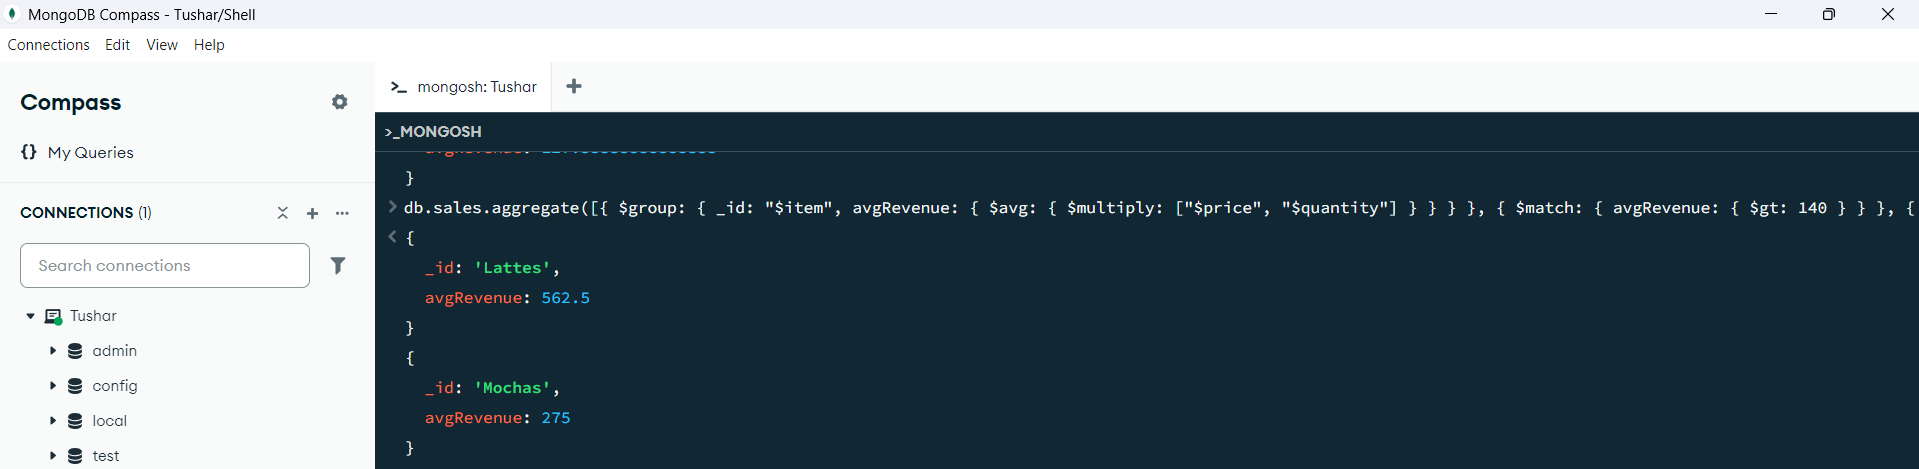 MongoDB Compass - Tushar/Shell
Connections Edit View Help
Compass
{} My Queries
CONNECTIONS (1)
Search connections
Tushar
admin
config
local
test
>_ mongosh: Tushar
>_MONGOSH
}
> db.sales.aggregate([{ $group: { _id: "$item", avgRevenue: { $avg: { $multiply: ["$price", "$quantity"] } } } }, { $match: { avgRevenue: { $gt: 140 } } }, {
< {
_id: 'Lattes',
avgRevenue: 562.5
}
{
_id: 'Mochas',
avgRevenue: 275
}